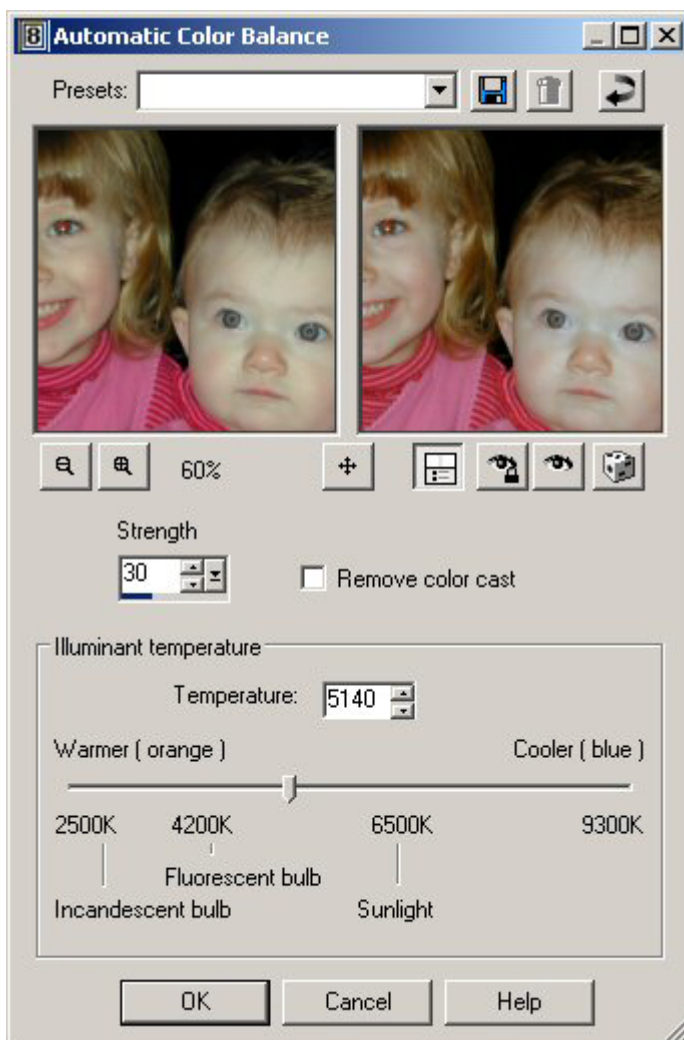 8 Automatic Color Balance
Presets:
60%
Strength
30
Remove color cast
Illuminant temperature
Temperature: 5140
Warmer ( orange ) Cooler ( blue )
2500K 4200K 6500K 9300K
Fluorescent bulb
Incandescent bulb Sunlight
OK Cancel Help